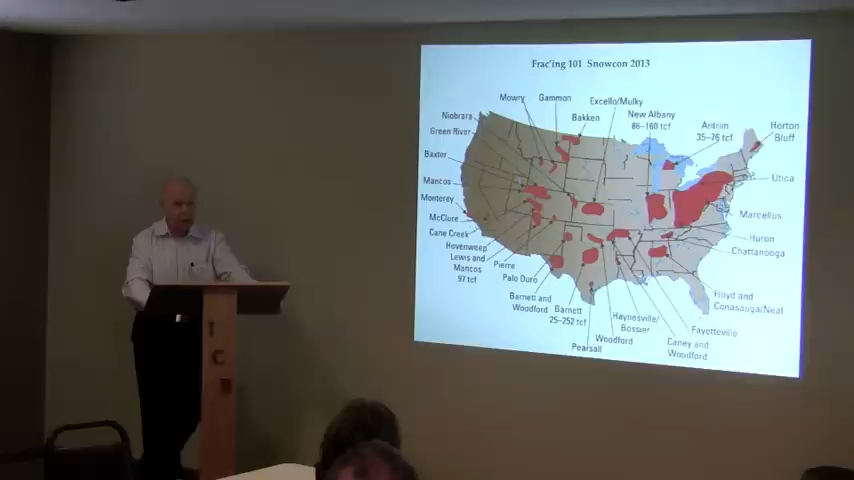 Frac'ing 101 Snowcon 2013
Mowry
Gammon
Excello/Mulky
Niobrara
Bakken
New Albany
86-160 tcf
Antrim
35-76 tcf
Horton
Bluff
Green River
Baxter
Mancos
Utica
Monterey
McClure
Marcellus
Cane Creek
Huron
Hovenweep
Chattanooga
Lewis and
Mancos
97 tcf
Pierre
Palo Duro
Barnett and
Woodford
Barnett
25-252 tcf
Floyd and
Conasauga/Neal
Haynesville/
Bossier
Fayetteville
Woodford
Caney and
Woodford
Pearsall
I
C